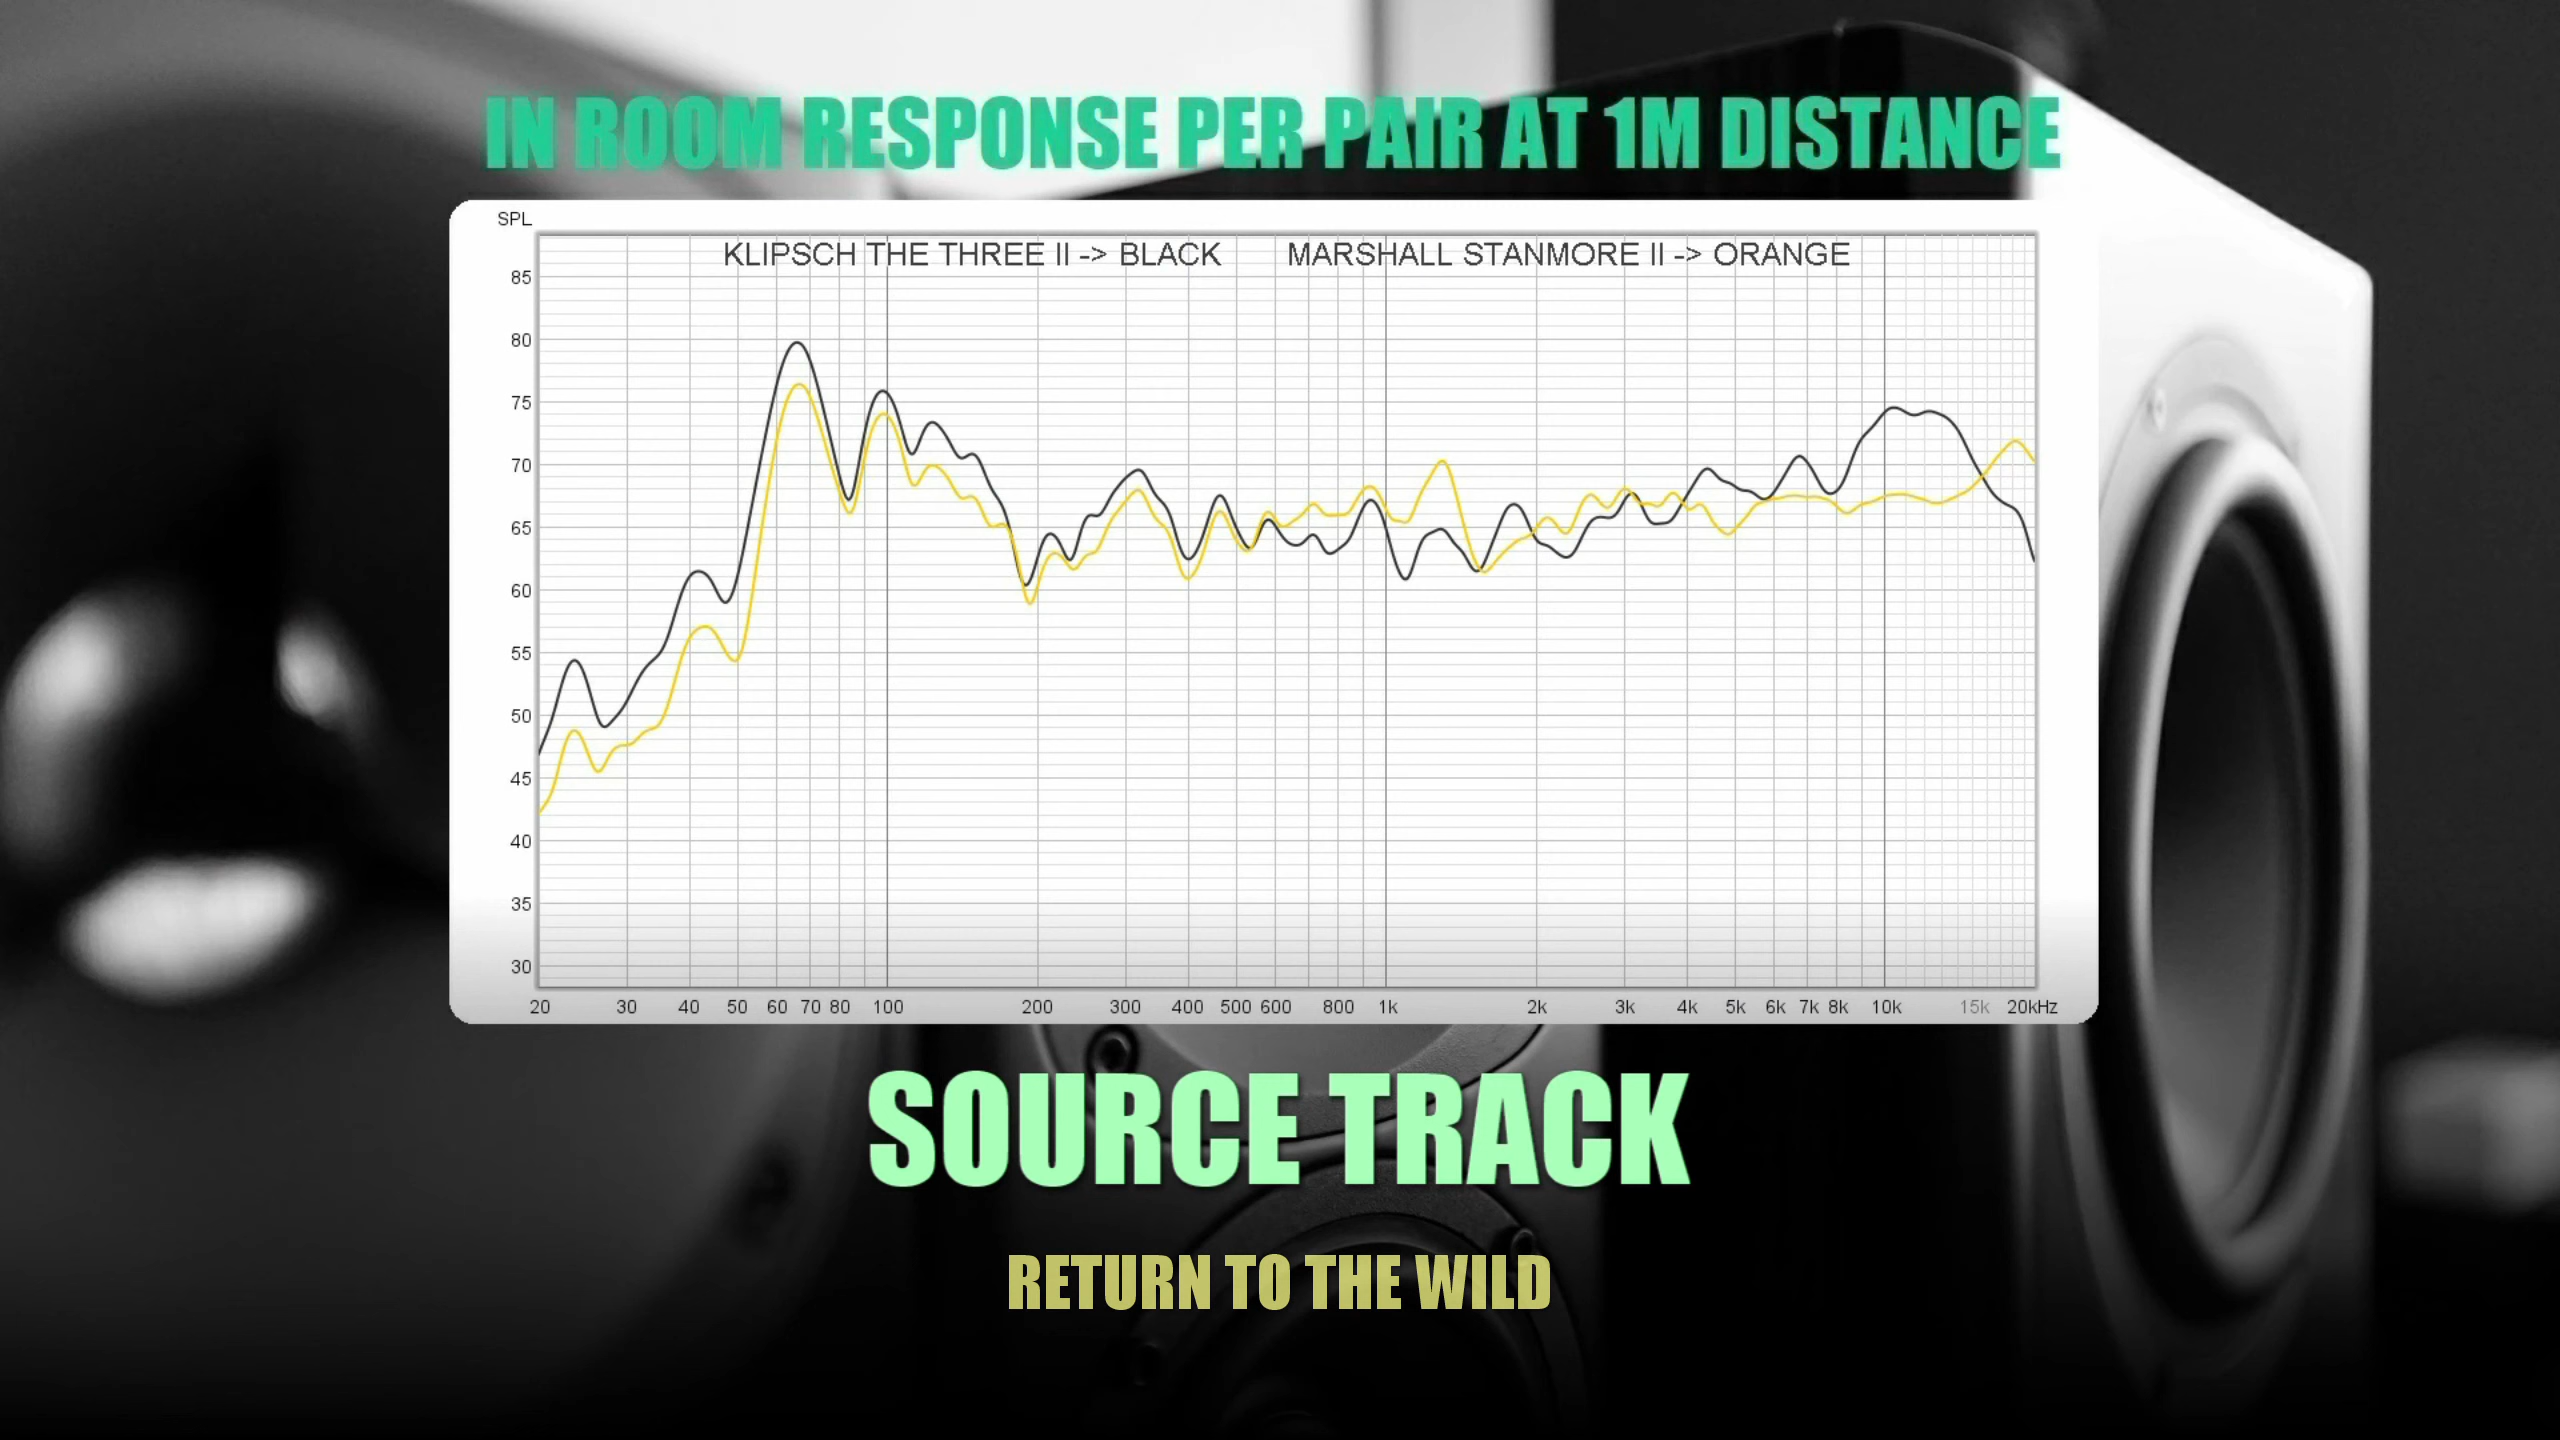 IN ROOM RESPONSE PER PAIR AT 1M DISTANCE
SPL
KLIPSCH THE THREE II -> BLACK MARSHALL STANMORE II -> ORANGE
85
80
75
70
65
60
55
50
45
40
35
30
20 30 40 50 60 70 80 100 200 300 400 500 600 800 1k 2k 3k 4k 5k 6k 7k 8k 10k 15k 20kHz
SOURCE TRACK
RETURN TO THE WILD